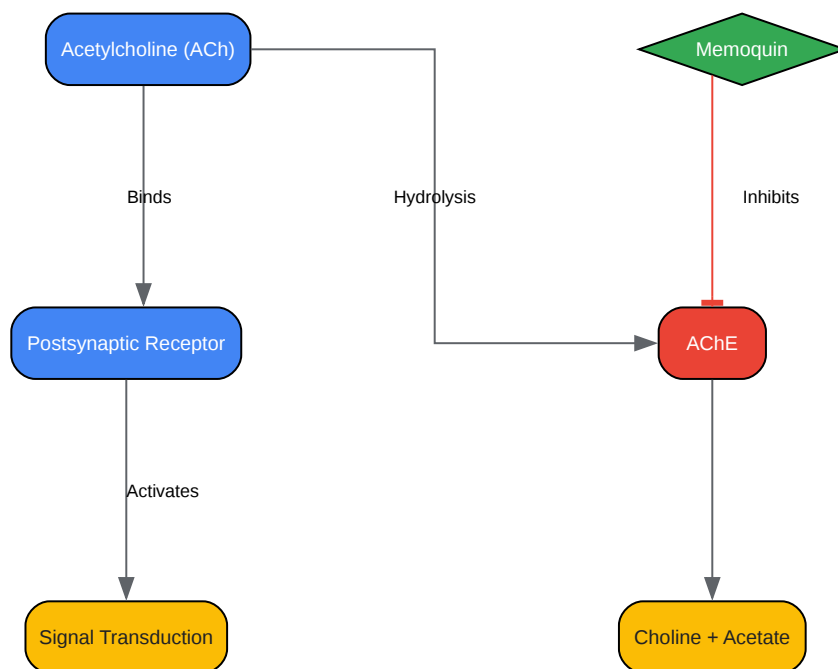 Acetylcholine (ACh)
Memoquin
Binds
Hydrolysis
Inhibits
Postsynaptic Receptor
AChE
Activates
Signal Transduction
Choline + Acetate